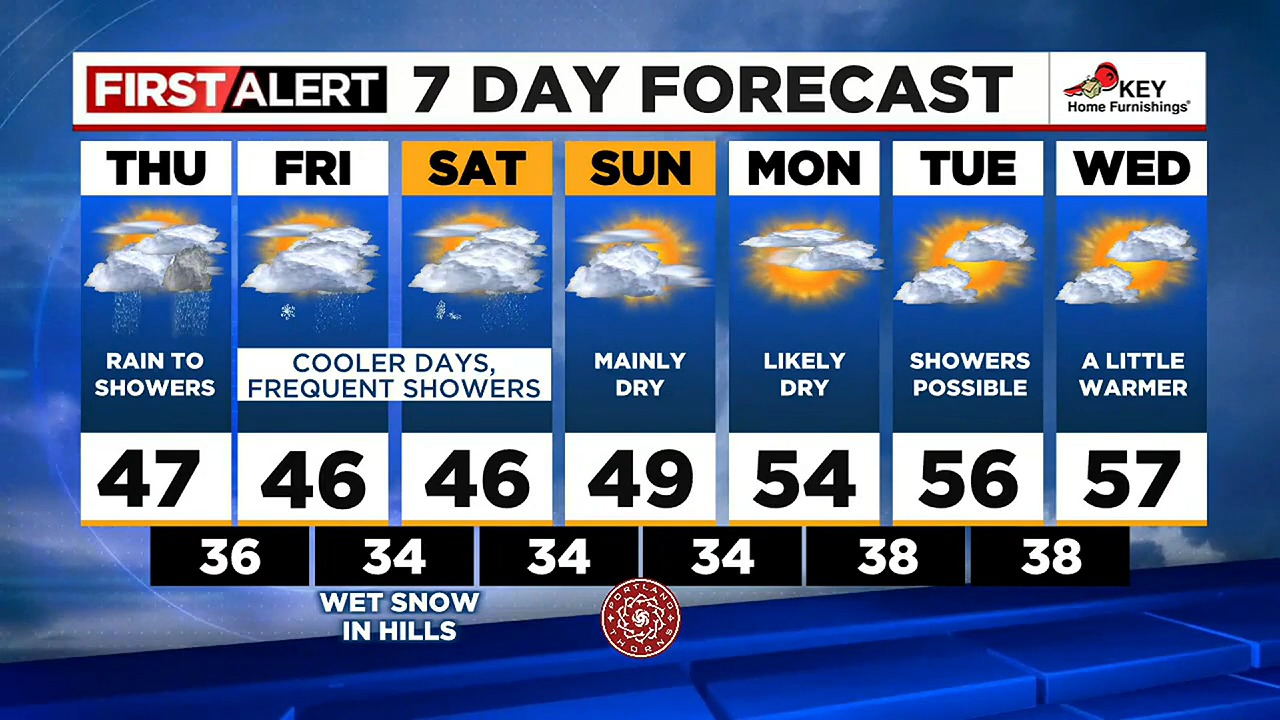 FIRST ALERT 7 DAY FORECAST
KEY
Home Furnishings®
THU FRI SAT SUN MON TUE WED
RAIN TO
SHOWERS
COOLER DAYS,
FREQUENT SHOWERS
MAINLY
DRY
LIKELY
DRY
SHOWERS
POSSIBLE
A LITTLE
WARMER
47 46 46 49 54 56 57
36 34 34 34 38 38
WET SNOW
IN HILLS
PORTLAND
THORNS